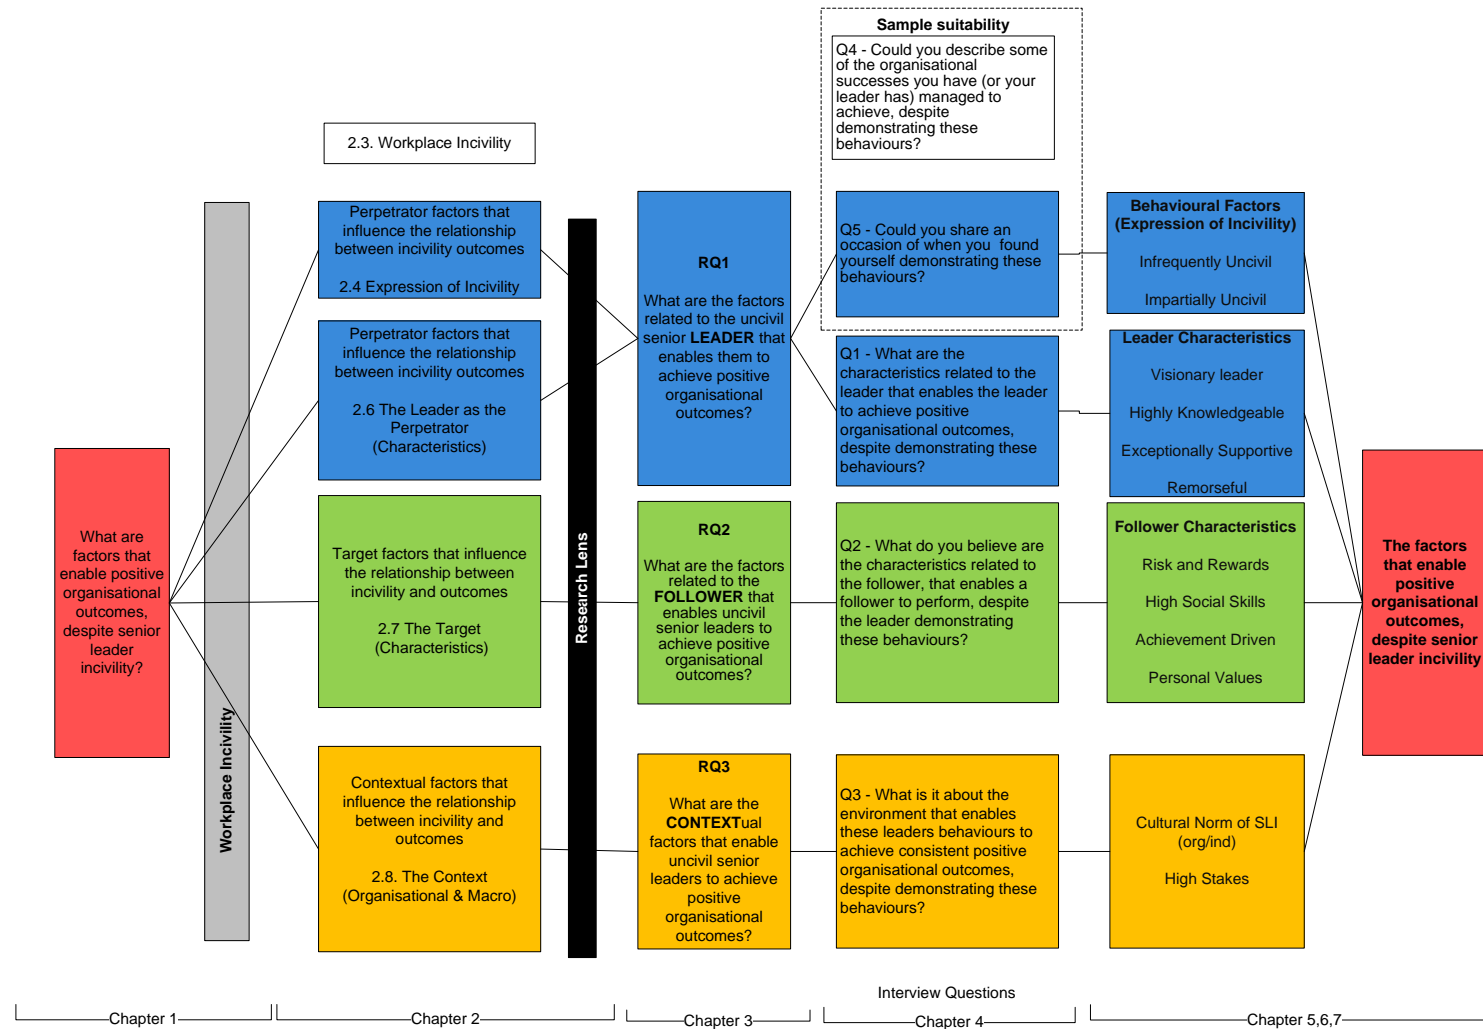 What are
factors that
enable positive
organisational
outcomes,
despite senior
leader
incivility?
Workplace Incivility
2.3. Workplace Incivility
Perpetrator factors that
influence the relationship
between incivility outcomes
2.4 Expression of Incivility
Perpetrator factors that
influence the relationship
between incivility outcomes
2.6 The Leader as the
Perpetrator
(Characteristics)
Target factors that influence
the relationship between
incivility and outcomes
2.7 The Target
(Characteristics)
Contextual factors that
influence the relationship
between incivility and
outcomes
2.8. The Context
(Organisational & Macro)
Research Lens
RQ1
What are the factors
related to the uncivil
senior LEADER that
enables them to
achieve positive
organisational
outcomes?
RQ2
What are the factors
related to the
FOLLOWER that
enables uncivil
senior leaders to
achieve positive
organisational
outcomes?
RQ3
What are the
CONTEXTual
factors that enable
uncivil senior
leaders to achieve
positive
organisational
outcomes?
Sample suitability
Q4 - Could you describe some
of the organisational
successes you have (or your
leader has) managed to
achieve, despite
demonstrating these
behaviours?
Q5 - Could you share an
occasion of when you found
yourself demonstrating these
behaviours?
Q1 - What are the
characteristics related to the
leader that enables the leader
to achieve positive
organisational outcomes,
despite demonstrating these
behaviours?
Q2 - What do you believe are
the characteristics related to
the follower, that enables a
follower to perform, despite
the leader demonstrating
these behaviours?
Q3 - What is it about the
environment that enables
these leaders behaviours to
achieve consistent positive
organisational outcomes,
despite demonstrating these
behaviours?
Behavioural Factors
(Expression of Incivility)
Infrequently Uncivil
Impartially Uncivil
Leader Characteristics
Visionary leader
Highly Knowledgeable
Exceptionally Supportive
Remorseful
Follower Characteristics
Risk and Rewards
High Social Skills
Achievement Driven
Personal Values
Cultural Norm of SLI
(org/ind)
High Stakes
The factors
that enable
positive
organisational
outcomes,
despite senior
leader incivility
Interview Questions
Chapter 1
Chapter 2
Chapter 3
Chapter 4
Chapter 5,6,7